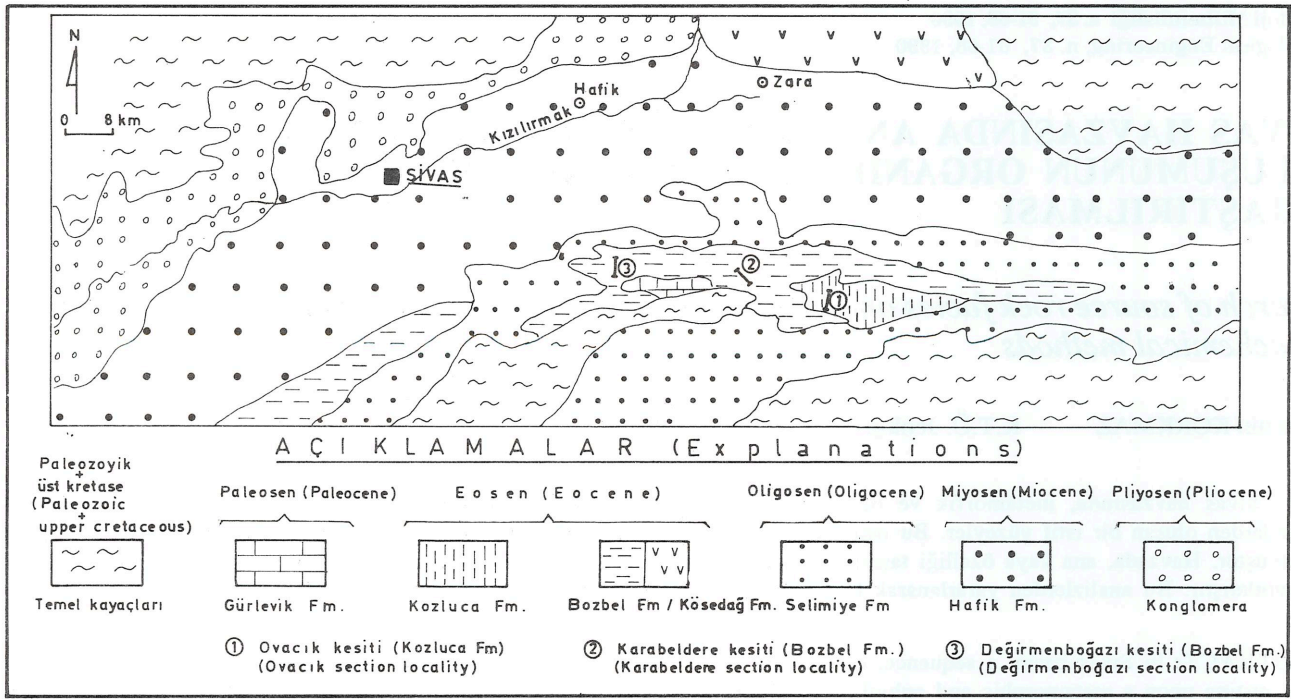 N
0 8 km
Hafik
Zara
Kızılırmak
SİVAS
③
②
①
AÇIKLAMALAR (Explanations)
Paleozoyik
+
üst kretase
(Paleozoic
+
upper cretaceous)
Paleosen (Paleocene)
Eosen (Eocene)
Oligosen (Oligocene)
Miyosen (Miocene)
Pliyosen (Pliocene)
Temel kayaçları
Gürlevik Fm.
Kozluca Fm.
Bozbel Fm / Kösedağ Fm.
Selimiye Fm
Hafik Fm.
Konglomera
① Ovacık kesiti (Kozluca Fm)
(Ovacık section locality)
② Karabeldere kesiti (Bozbel Fm.)
(Karabeldere section locality)
③ Değirmenboğazı kesiti (Bozbel Fm.)
(Değirmenboğazı section locality)